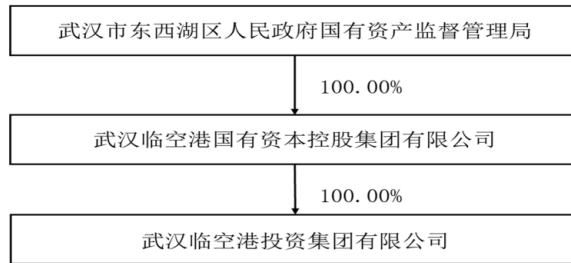 武汉市东西湖区人民政府国有资产监督管理局
100.00%
武汉临空港国有资本控股集团有限公司
100.00%
武汉临空港投资集团有限公司